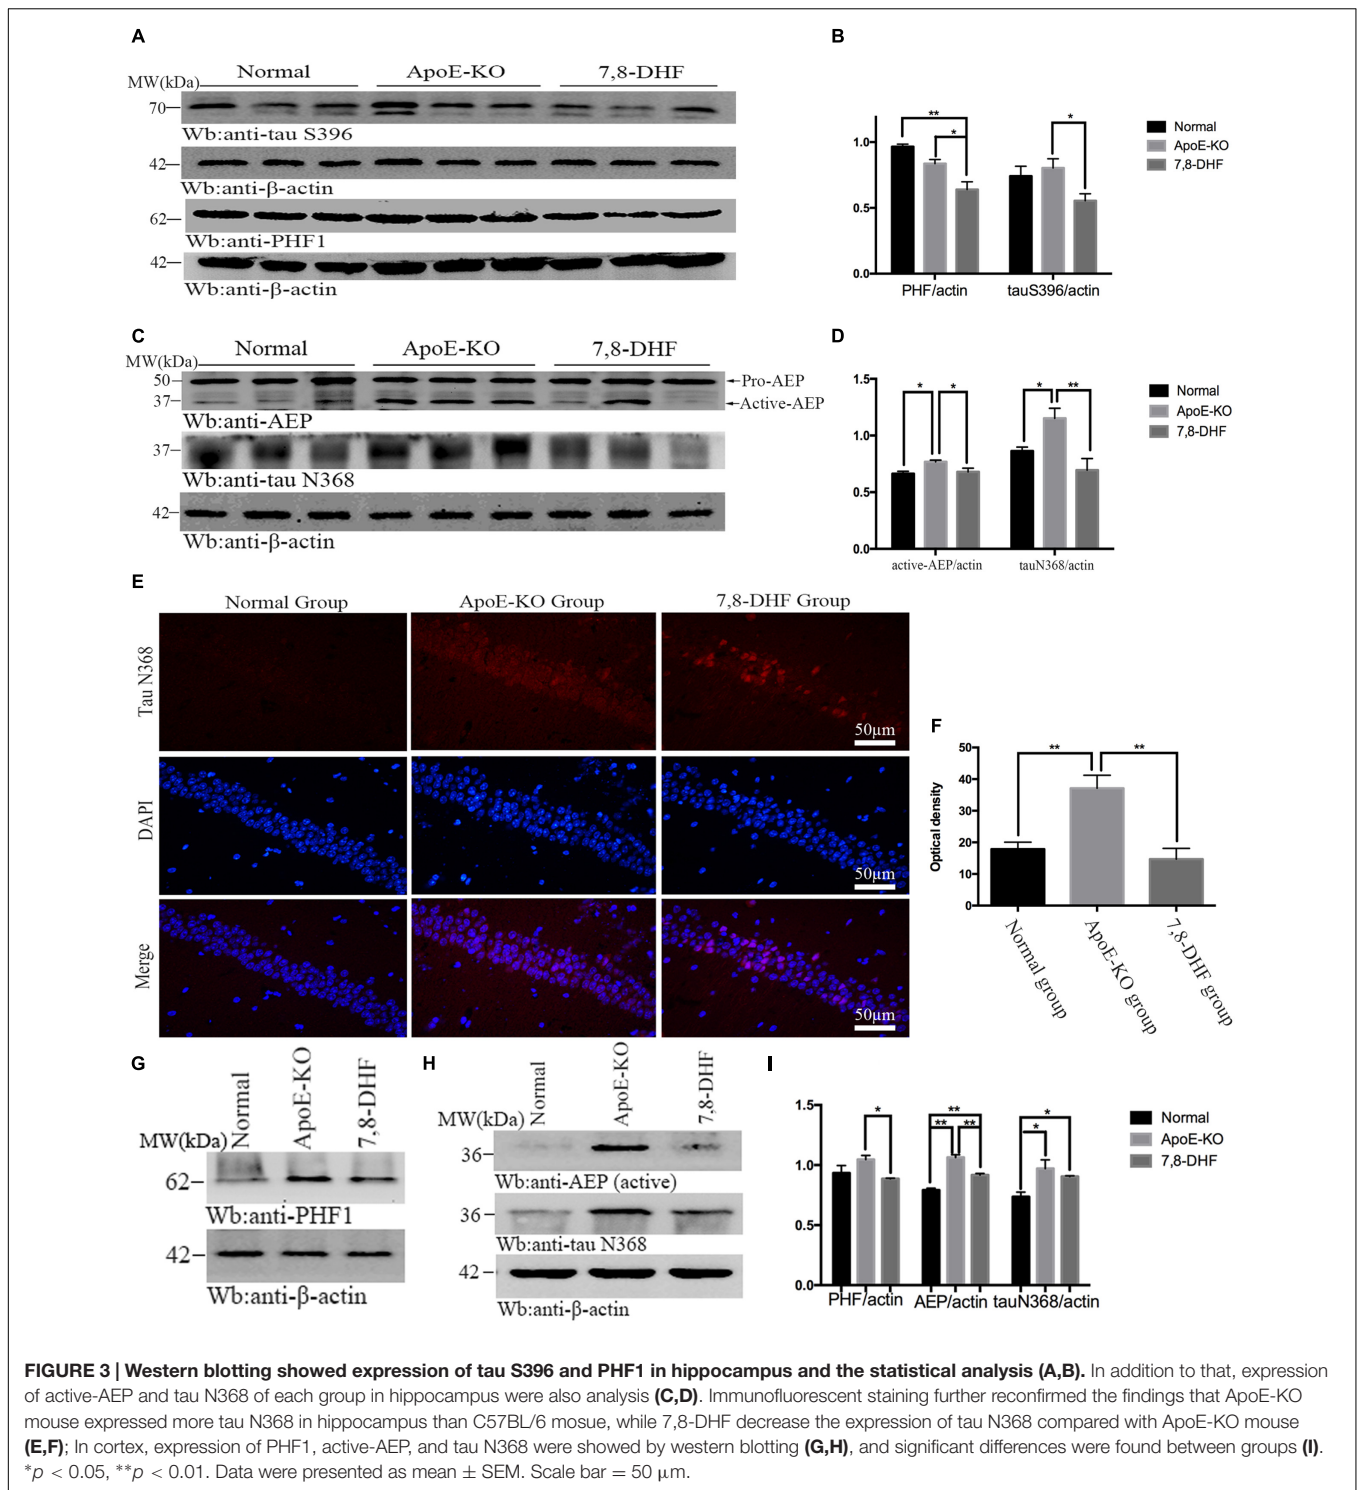 A
Normal
ApoE-KO
7,8-DHF
MW(kDa)
70
Wb:anti-tau S396
42
Wb:anti-β-actin
62
Wb:anti-PHF1
42
Wb:anti-β-actin
B
1.0
0.5
0.0
**
*
*
PHF/actin
tauS396/actin
Normal
ApoE-KO
7,8-DHF
C
Normal
ApoE-KO
7,8-DHF
MW(kDa)
50
Pro-AEP
37
Active-AEP
Wb:anti-AEP
37
Wb:anti-tau N368
42
Wb:anti-β-actin
D
1.5
1.0
0.5
0.0
*
*
*
**
active-AEP/actin
tauN368/actin
Normal
ApoE-KO
7,8-DHF
E
Normal Group
ApoE-KO Group
7,8-DHF Group
Tau N368
50μm
DAPI
50μm
Merge
50μm
F
Optical density
50
40
30
20
10
0
**
**
Normal group
ApoE-KO group
7,8-DHF group
G
Normal
ApoE-KO
7,8-DHF
MW(kDa)
62
Wb:anti-PHF1
42
Wb:anti-β-actin
H
Normal
ApoE-KO
7,8-DHF
MW(kDa)
36
Wb:anti-AEP (active)
36
Wb:anti-tau N368
42
Wb:anti-β-actin
I
1.5
1.0
0.5
0.0
*
**
**
**
*
*
PHF/actin
AEP/actin
tauN368/actin
Normal
ApoE-KO
7,8-DHF
FIGURE 3 | Western blotting showed expression of tau S396 and PHF1 in hippocampus and the statistical analysis (A,B). In addition to that, expression
of active-AEP and tau N368 of each group in hippocampus were also analysis (C,D). Immunofluorescent staining further reconfirmed the findings that ApoE-KO
mouse expressed more tau N368 in hippocampus than C57BL/6 mosue, while 7,8-DHF decrease the expression of tau N368 compared with ApoE-KO mouse
(E,F); In cortex, expression of PHF1, active-AEP, and tau N368 were showed by western blotting (G,H), and significant differences were found between groups (I).
*p < 0.05, **p < 0.01. Data were presented as mean ± SEM. Scale bar = 50 μm.